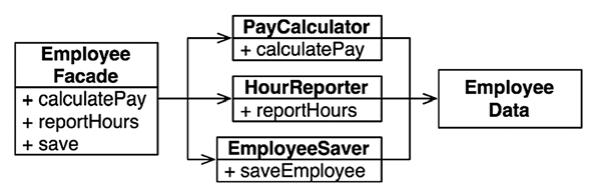 Employee
Facade
+ calculatePay
+ reportHours
+ save
PayCalculator
+ calculatePay
HourReporter
+ reportHours
EmployeeSaver
+ saveEmployee
Employee
Data